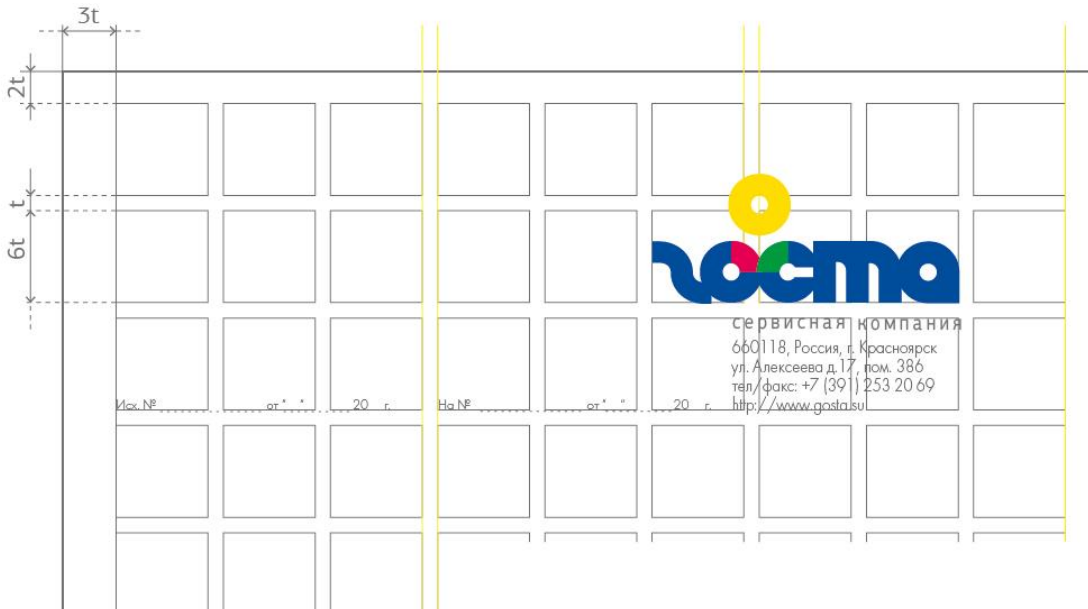 3t
2t
t
6t
госта
сервисная компания
660118, Россия, г. Красноярск
ул. Алексеева д.17, пом. 386
тел/факс: +7 (391) 253 20 69
http://www.gosta.su
Исх. № от " " 20 г. На № от " " 20 г.